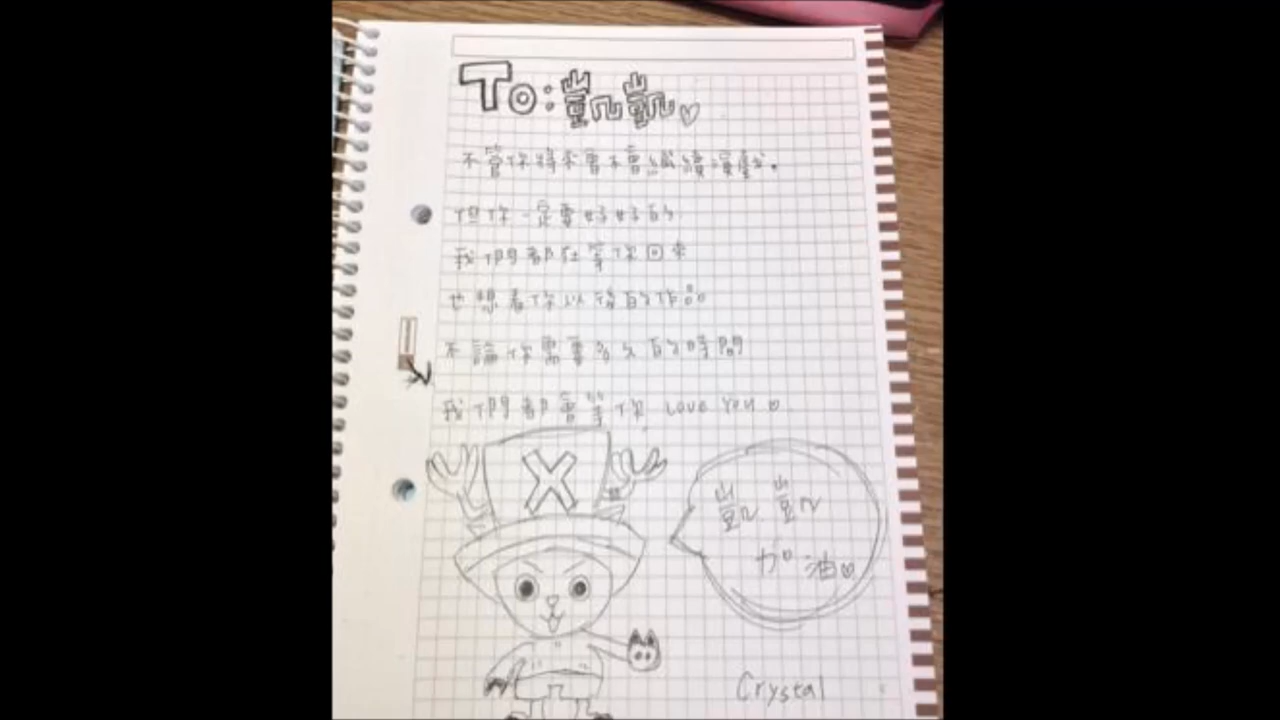 To:凱凱♡
不管你將來會不會繼續演戲。
但你一定要好好的
我們都在等你回來
也想看你以後的作品
不論你需要多久的時間
我們都會等你 Love You ♡
X
凱凱
加油♡
Crystal